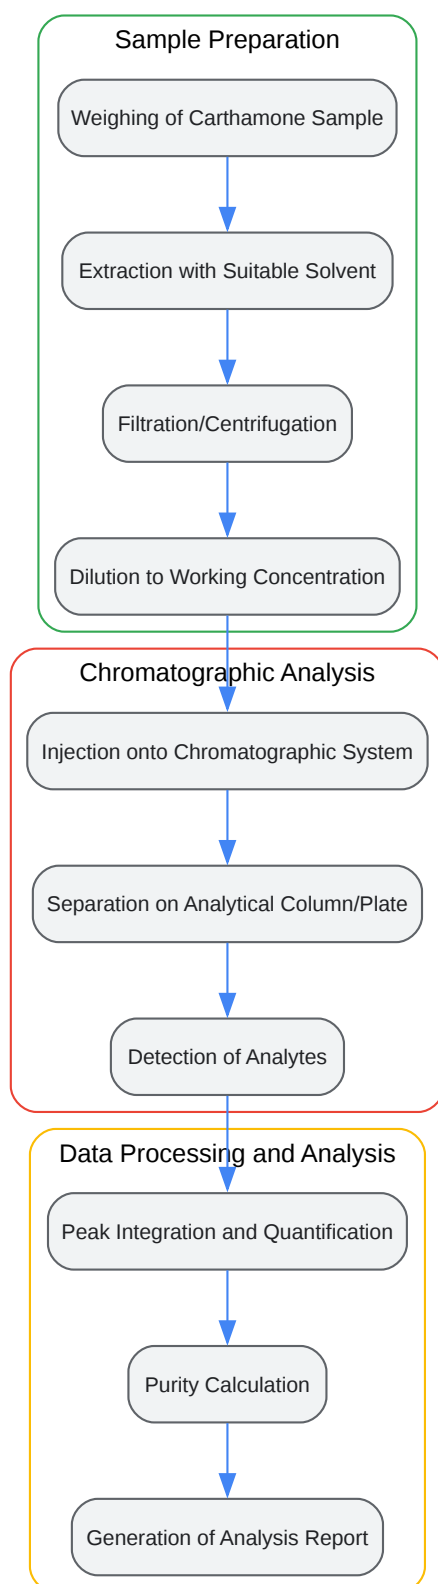 Sample Preparation
Weighing of Carthamone Sample
Extraction with Suitable Solvent
Filtration/Centrifugation
Dilution to Working Concentration
Chromatographic Analysis
Injection onto Chromatographic System
Separation on Analytical Column/Plate
Detection of Analytes
Data Processing and Analysis
Peak Integration and Quantification
Purity Calculation
Generation of Analysis Report